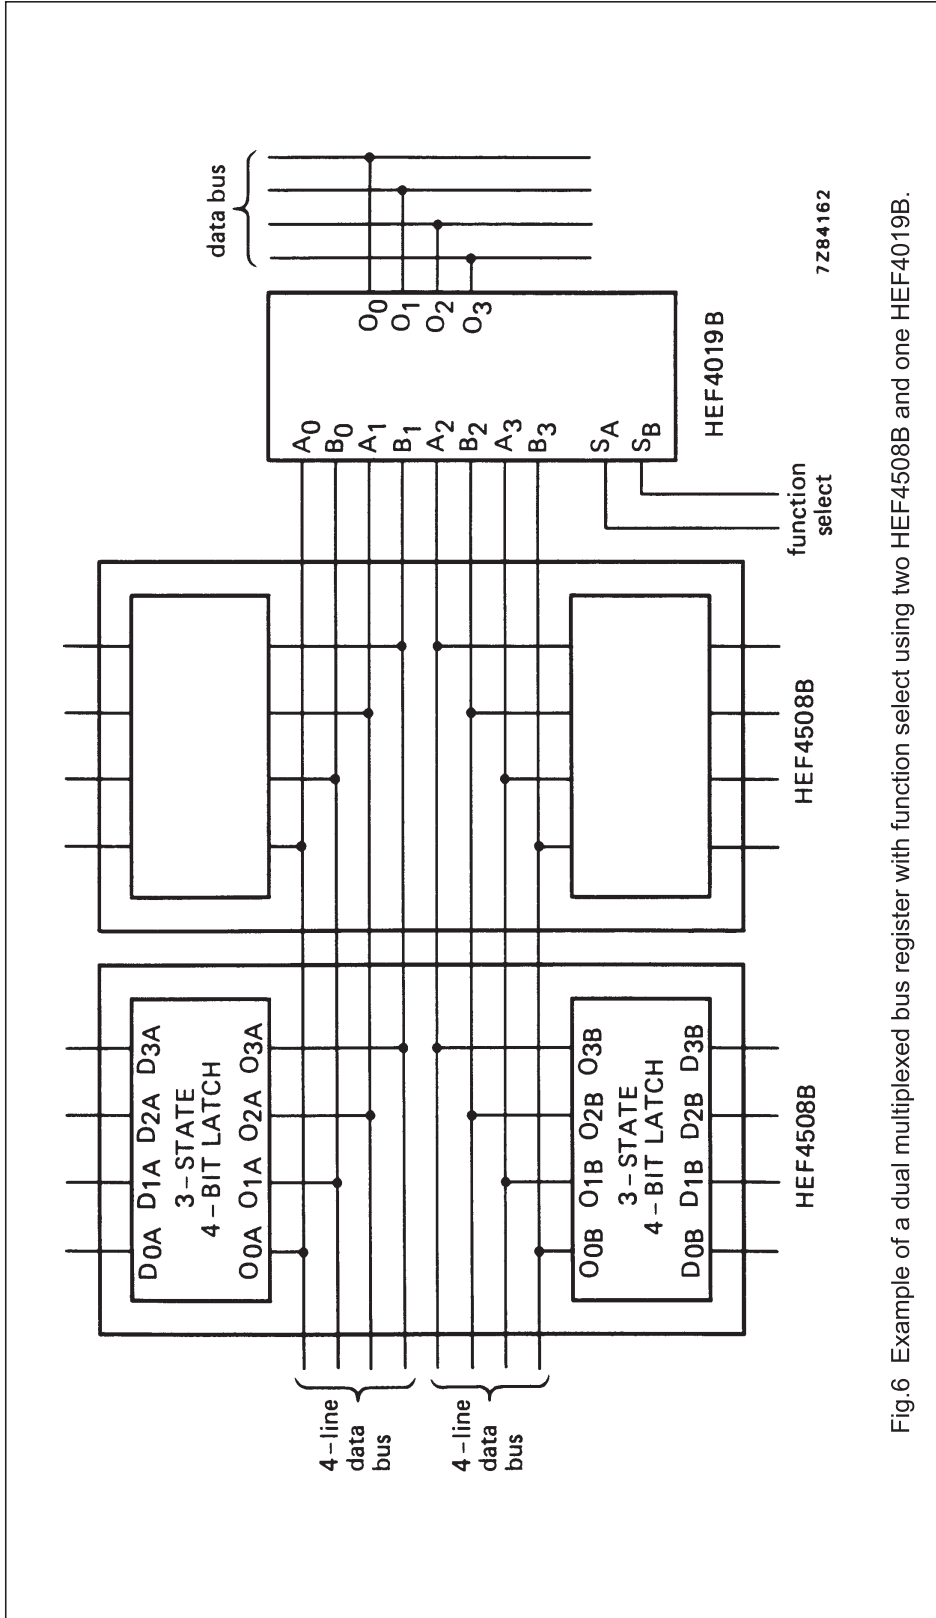 data bus
O0
O1
O2
O3
A0
B0
A1
B1
A2
B2
A3
B3
SA
SB
HEF4019B
function
select
7Z84162
HEF4508B
D0A D1A D2A D3A
3-STATE
4-BIT LATCH
O0A O1A O2A O3A
O0B O1B O2B O3B
3-STATE
4-BIT LATCH
D0B D1B D2B D3B
HEF4508B
4-line
data
bus
4-line
data
bus
Fig.6 Example of a dual multiplexed bus register with function select using two HEF4508B and one HEF4019B.